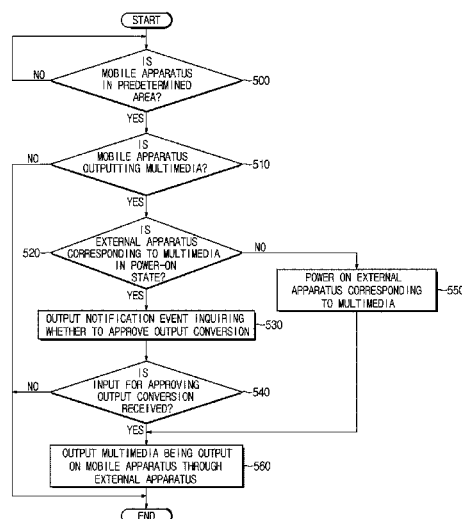 START
IS
MOBILE APPARATUS
IN PREDETERMINED
AREA?
500
NO
YES
IS
MOBILE APPARATUS
OUTPUTTING MULTIMEDIA?
510
NO
YES
IS
EXTERNAL APPARATUS
CORRESPONDING TO MULTIMEDIA
IN POWER-ON
STATE?
520
NO
YES
POWER ON EXTERNAL
APPARATUS CORRESPONDING
TO MULTIMEDIA
550
OUTPUT NOTIFICATION EVENT INQUIRING
WHETHER TO APPROVE OUTPUT CONVERSION
530
IS
INPUT FOR APPROVING
OUTPUT CONVERSION
RECEIVED?
540
NO
YES
OUTPUT MULTIMEDIA BEING OUTPUT
ON MOBILE APPARATUS THROUGH
EXTERNAL APPARATUS
560
END